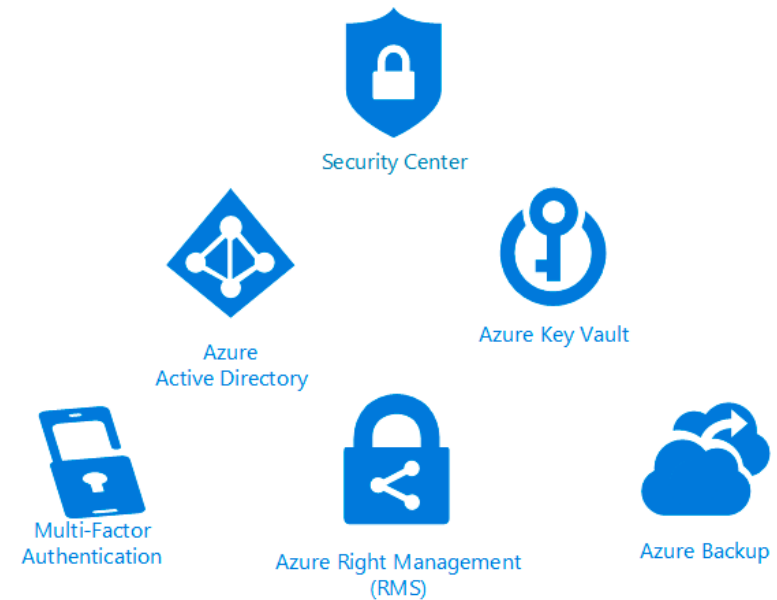 Security Center
Azure
Active Directory
Azure Key Vault
Multi-Factor
Authentication
Azure Right Management
(RMS)
Azure Backup